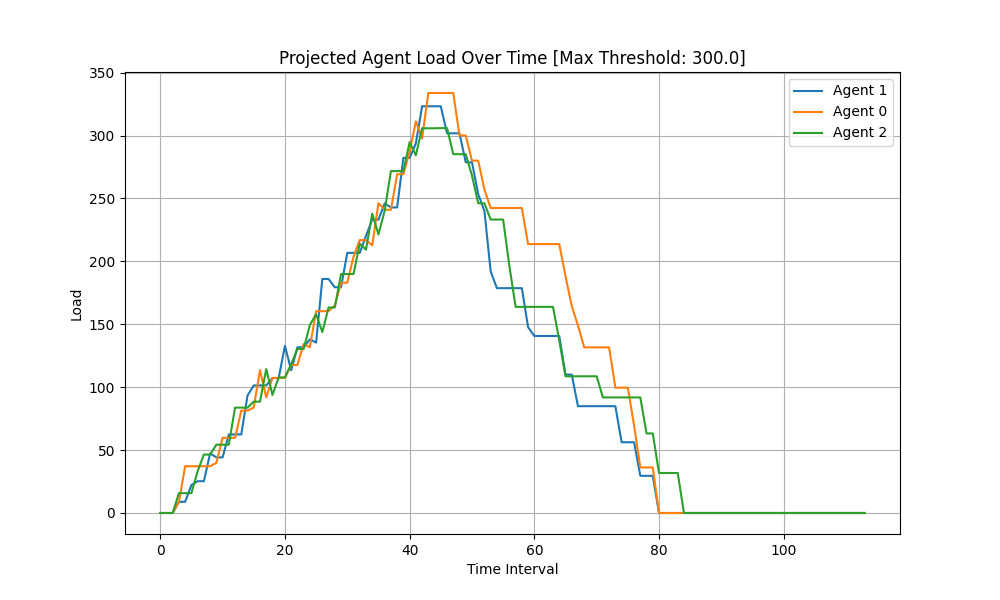 Projected Agent Load Over Time [Max Threshold: 300.0]
Agent 1
Agent 0
Agent 2
Load
350
300
250
200
150
100
50
0
0 20 40 60 80 100
Time Interval